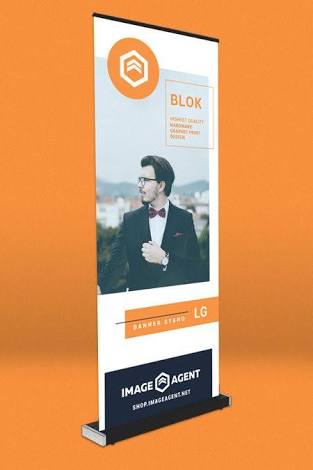 BLOK
HIGHEST QUALITY
HARDWARE
GRAPHIC PRINT
DESIGN
BANNER STAND LG
IMAGE AGENT
SHOP.IMAGEAGENT.NET